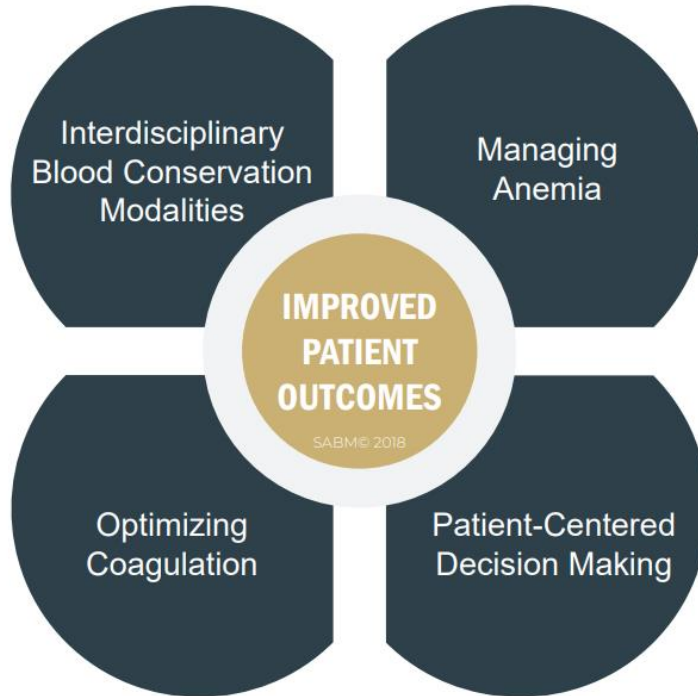 Interdisciplinary
Blood Conservation
Modalities
Managing
Anemia
IMPROVED
PATIENT
OUTCOMES
SABM© 2018
Optimizing
Coagulation
Patient-Centered
Decision Making